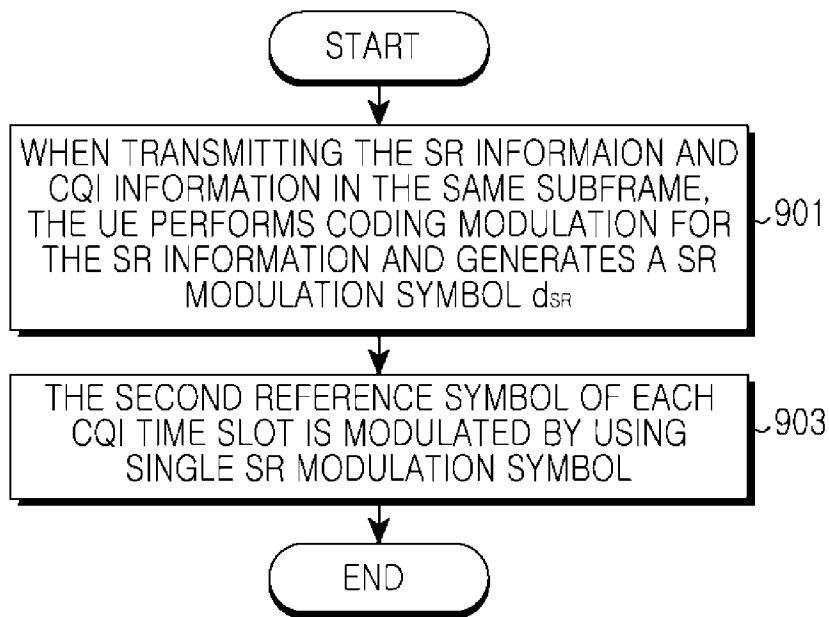 START
WHEN TRANSMITTING THE SR INFORMAION AND
CQI INFORMATION IN THE SAME SUBFRAME,
THE UE PERFORMS CODING MODULATION FOR
THE SR INFORMATION AND GENERATES A SR
MODULATION SYMBOL dSR
901
THE SECOND REFERENCE SYMBOL OF EACH
CQI TIME SLOT IS MODULATED BY USING
SINGLE SR MODULATION SYMBOL
903
END